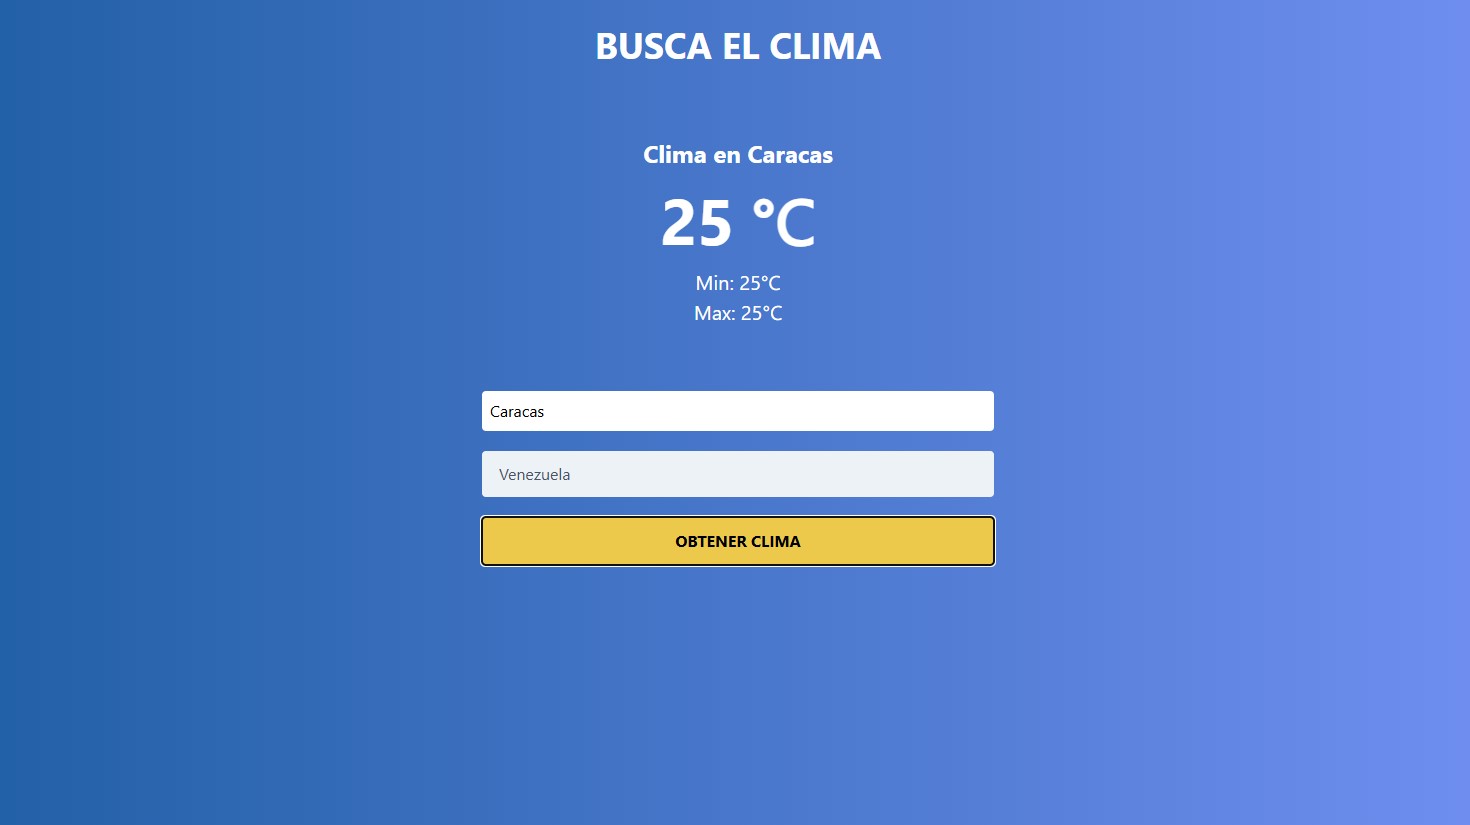 BUSCA EL CLIMA
Clima en Caracas
25 °C
Min: 25°C
Max: 25°C
Caracas
Venezuela
OBTENER CLIMA